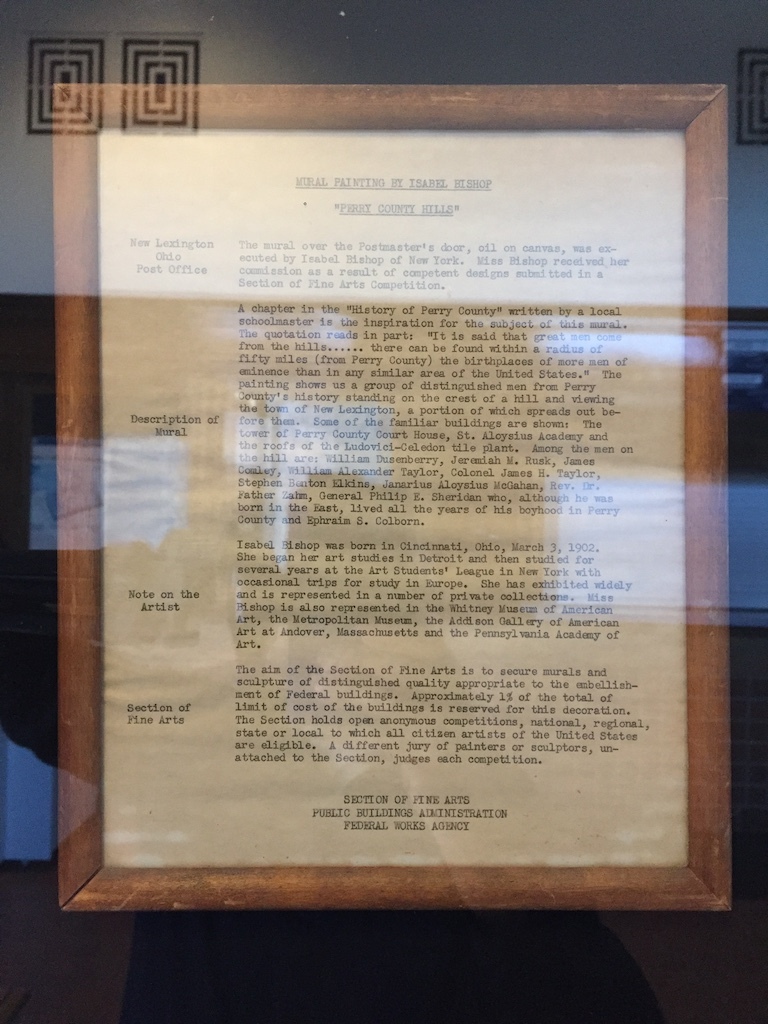 MURAL PAINTING BY ISABEL BISHOP
"PERRY COUNTY HILLS"
New Lexington
Ohio
Post Office
The mural over the Postmaster's door, oil on canvas, was ex-
ecuted by Isabel Bishop of New York. Miss Bishop received her
commission as a result of competent designs submitted in a
Section of Fine Arts Competition.
Description of
Mural
A chapter in the "History of Perry County" written by a local
schoolmaster is the inspiration for the subject of this mural.
The quotation reads in part: "It is said that great men come
from the hills...... there can be found within a radius of
fifty miles (from Perry County) the birthplaces of more men of
eminence than in any similar area of the United States." The
painting shows us a group of distinguished men from Perry
County's history standing on the crest of a hill and viewing
the town of New Lexington, a portion of which spreads out be-
fore them. Some of the familiar buildings are shown: The
tower of Perry County Court House, St. Aloysius Academy and
the roofs of the Ludovici-Celedon tile plant. Among the men on
the hill are: William Dusenberry, Jeremiah M. Rusk, James
Comley, William Alexander Taylor, Colonel James H. Taylor,
Stephen Benton Elkins, Janarius Aloysius McGahan, Rev. Dr.
Father Zahm, General Philip E. Sheridan who, although he was
born in the East, lived all the years of his boyhood in Perry
County and Ephraim S. Colborn.
Note on the
Artist
Isabel Bishop was born in Cincinnati, Ohio, March 3, 1902.
She began her art studies in Detroit and then studied for
several years at the Art Students' League in New York with
occasional trips for study in Europe. She has exhibited widely
and is represented in a number of private collections. Miss
Bishop is also represented in the Whitney Museum of American
Art, the Metropolitan Museum, the Addison Gallery of American
Art at Andover, Massachusetts and the Pennsylvania Academy of
Art.
Section of
Fine Arts
The aim of the Section of Fine Arts is to secure murals and
sculpture of distinguished quality appropriate to the embellish-
ment of Federal buildings. Approximately 1% of the total of
limit of cost of the buildings is reserved for this decoration.
The Section holds open anonymous competitions, national, regional,
state or local to which all citizen artists of the United States
are eligible. A different jury of painters or sculptors, un-
attached to the Section, judges each competition.
SECTION OF FINE ARTS
PUBLIC BUILDINGS ADMINISTRATION
FEDERAL WORKS AGENCY